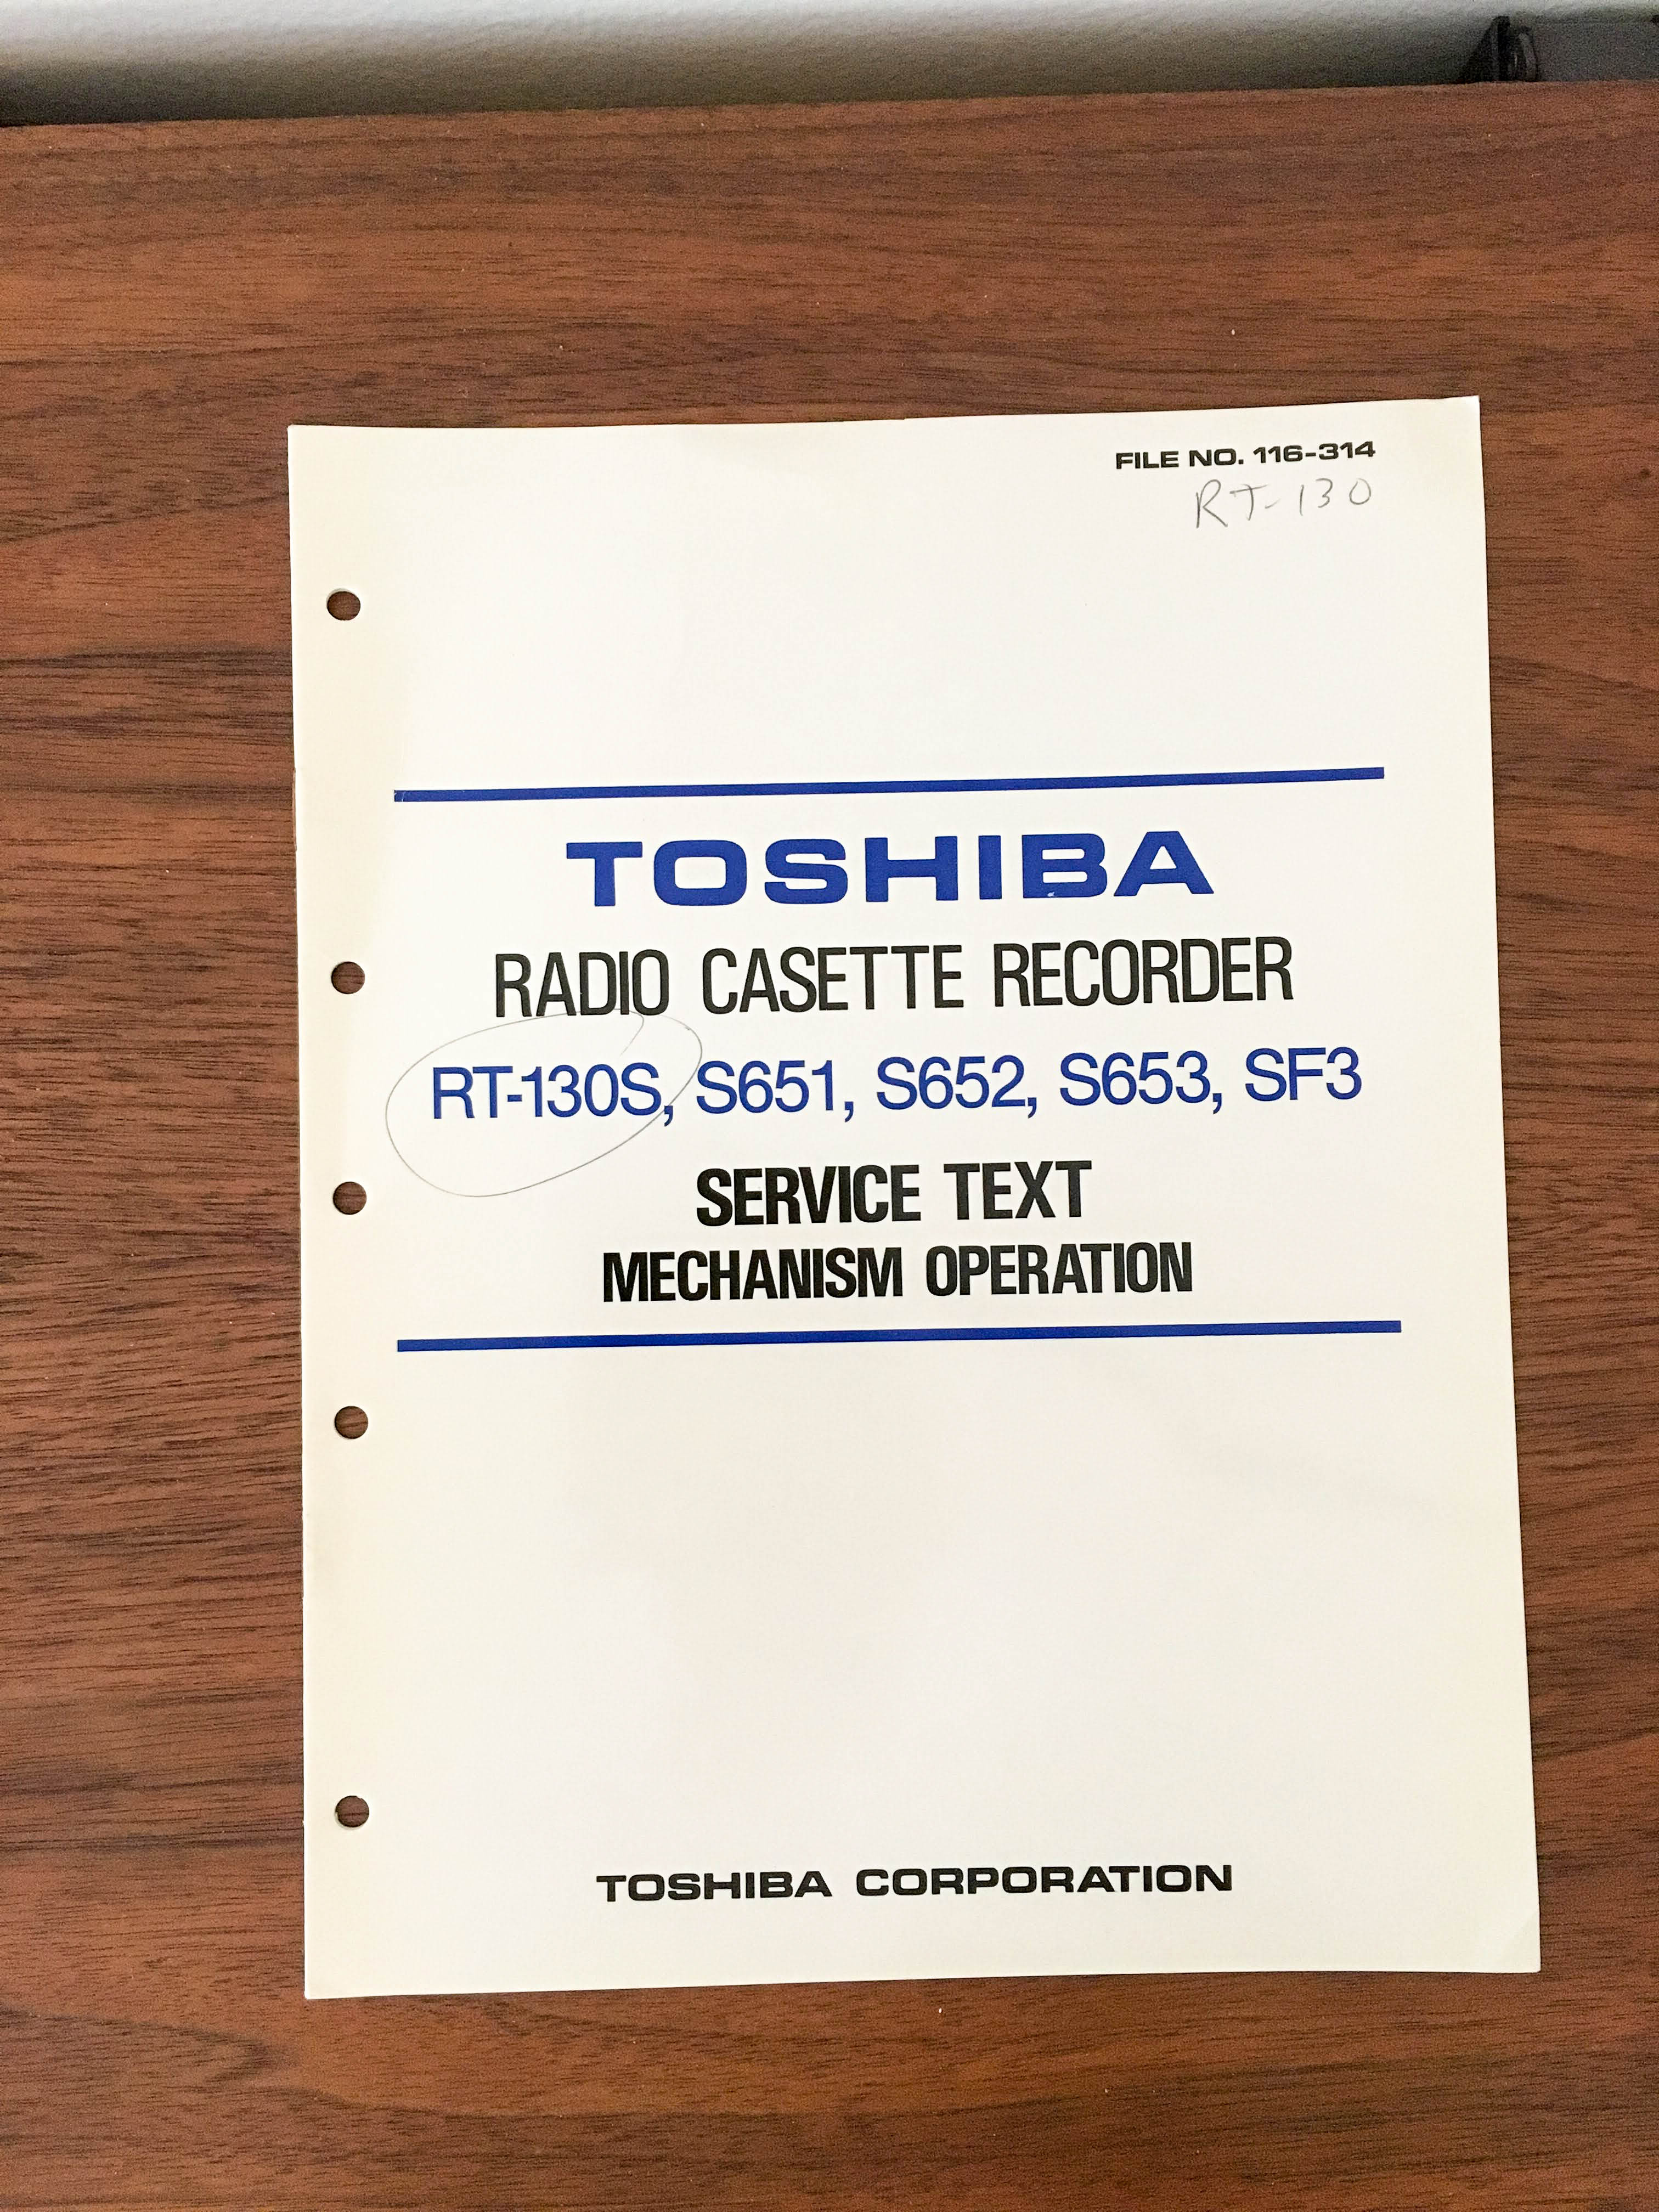 FILE NO. 116-314
RT-130
TOSHIBA
RADIO CASETTE RECORDER
RT-130S, S651, S652, S653, SF3
SERVICE TEXT
MECHANISM OPERATION
TOSHIBA CORPORATION